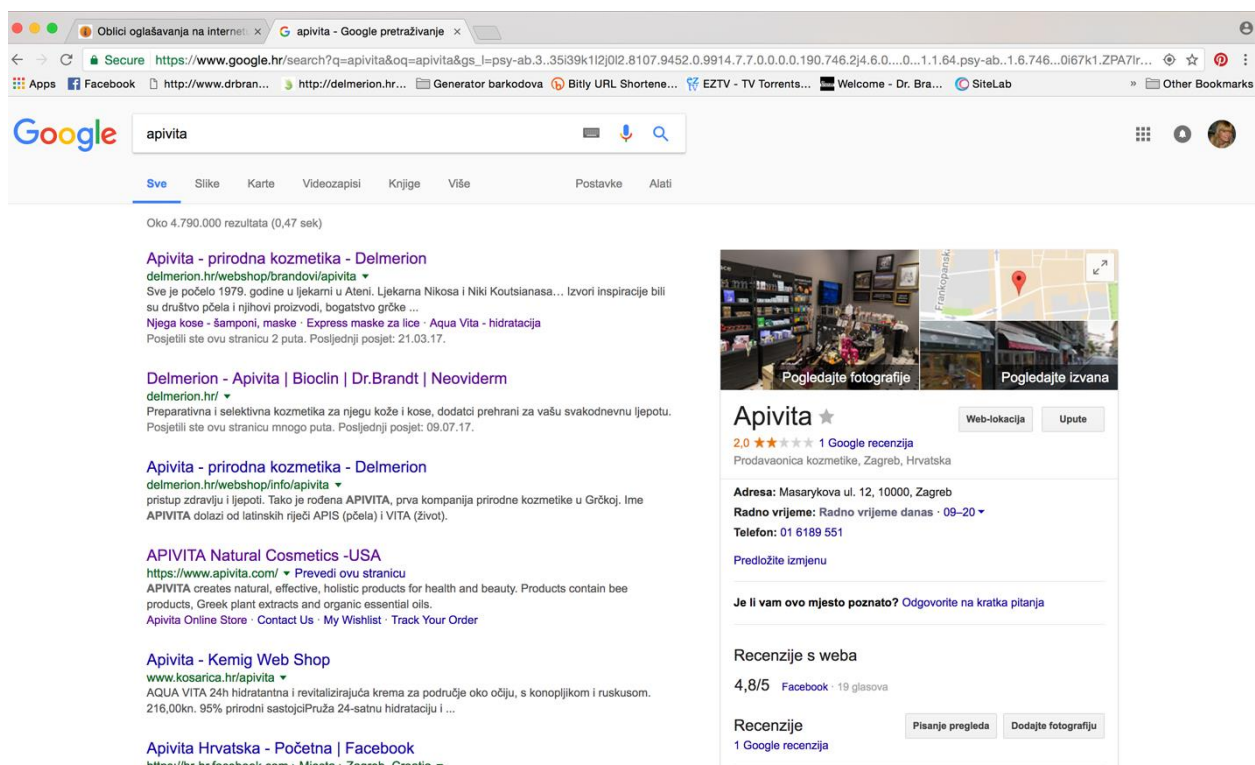 Oblici oglašavanja na internet
apivita - Google pretraživanje
Secure https://www.google.hr/search?q=apivita&oq=apivita&gs_l=psy-ab.3..35i39k1l2j0l2.8107.9452.0.9914.7.7.0.0.0.0.190.746.2j4.6.0....0...1.1.64.psy-ab..1.6.746...0i67k1.ZPA7lr...
Apps Facebook http://www.drbran... http://delmerion.hr... Generator barkodova Bitly URL Shortene... EZTV - TV Torrents... Welcome - Dr. Bra... SiteLab » Other Bookmarks
Google apivita
Sve Slike Karte Videozapisi Knjige Više Postavke Alati
Oko 4.790.000 rezultata (0,47 sek)
Apivita - prirodna kozmetika - Delmerion
delmerion.hr/webshop/brandovi/apivita
Sve je počelo 1979. godine u ljekarni u Ateni. Ljekarna Nikosa i Niki Koutsianasa… Izvori inspiracije bili
su društvo pčela i njihovi proizvodi, bogatstvo grčke ...
Njega kose - šamponi, maske · Express maske za lice · Aqua Vita - hidratacija
Posjetili ste ovu stranicu 2 puta. Posljednji posjet: 21.03.17.
Delmerion - Apivita | Bioclin | Dr.Brandt | Neoviderm
delmerion.hr/
Preparativna i selektivna kozmetika za njegu kože i kose, dodatci prehrani za vašu svakodnevnu ljepotu.
Posjetili ste ovu stranicu mnogo puta. Posljednji posjet: 09.07.17.
Apivita - prirodna kozmetika - Delmerion
delmerion.hr/webshop/info/apivita
pristup zdravlju i ljepoti. Tako je rođena APIVITA, prva kompanija prirodne kozmetike u Grčkoj. Ime
APIVITA dolazi od latinskih riječi APIS (pčela) i VITA (život).
APIVITA Natural Cosmetics -USA
https://www.apivita.com/ Prevedi ovu stranicu
APIVITA creates natural, effective, holistic products for health and beauty. Products contain bee
products, Greek plant extracts and organic essential oils.
Apivita Online Store · Contact Us · My Wishlist · Track Your Order
Apivita - Kemig Web Shop
www.kosarica.hr/apivita
AQUA VITA 24h hidratantna i revitalizirajuća krema za područje oko očiju, s konopljikom i ruskusom.
216,00kn. 95% prirodni sastojciPruža 24-satnu hidrataciju i ...
Apivita Hrvatska - Početna | Facebook
Frankopansk
Pogledajte fotografije
Pogledajte izvana
Apivita
Web-lokacija Upute
2,0 1 Google recenzija
Prodavaonica kozmetike, Zagreb, Hrvatska
Adresa: Masarykova ul. 12, 10000, Zagreb
Radno vrijeme: Radno vrijeme danas · 09–20
Telefon: 01 6189 551
Predložite izmjenu
Je li vam ovo mjesto poznato? Odgovorite na kratka pitanja
Recenzije s weba
4,8/5 Facebook · 19 glasova
Recenzije
Pisanje pregleda Dodajte fotografiju
1 Google recenzija